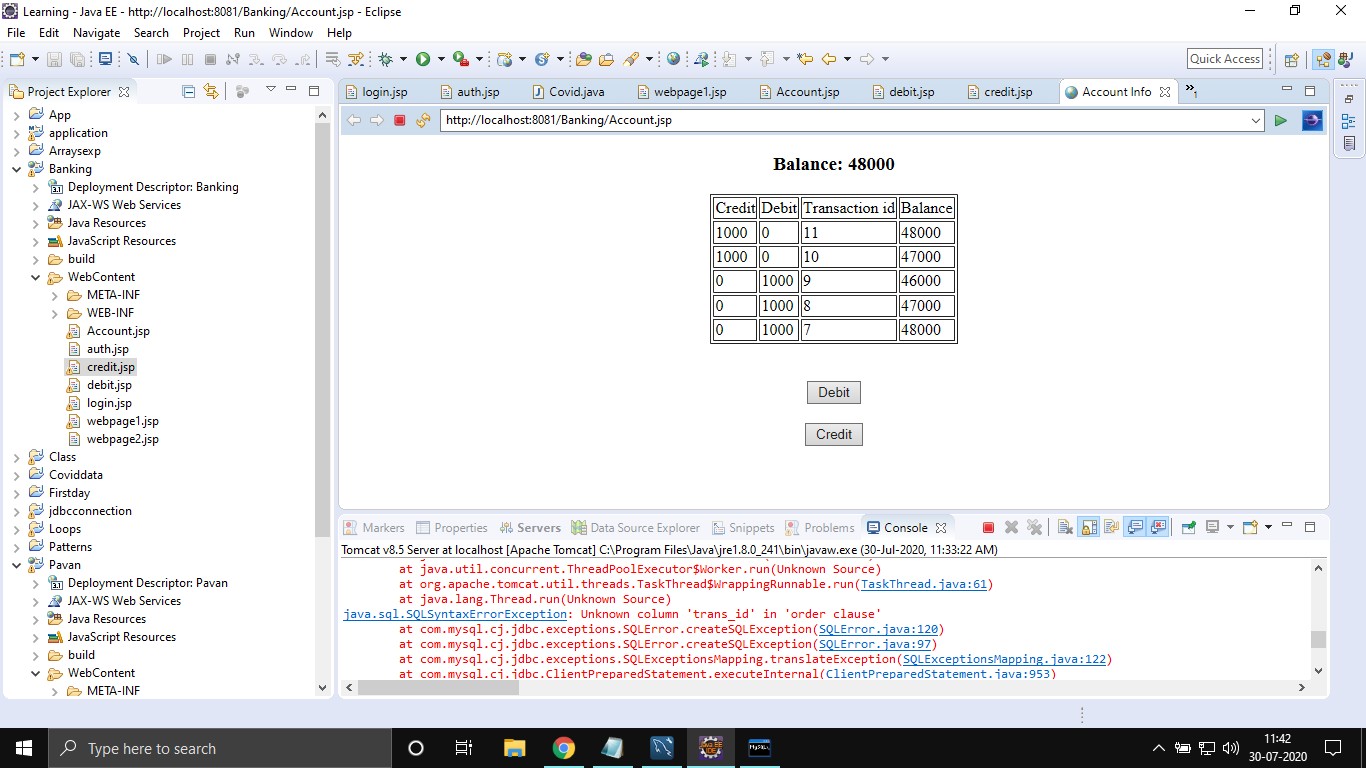 Learning - Java EE - http://localhost:8081/Banking/Account.jsp - Eclipse
File Edit Navigate Search Project Run Window Help
Quick Access
Project Explorer
App
application
Arraysexp
Banking
Deployment Descriptor: Banking
JAX-WS Web Services
Java Resources
JavaScript Resources
build
WebContent
META-INF
WEB-INF
Account.jsp
auth.jsp
credit.jsp
debit.jsp
login.jsp
webpage1.jsp
webpage2.jsp
Class
Coviddata
Firstday
jdbcconnection
Loops
Patterns
Pavan
Deployment Descriptor: Pavan
JAX-WS Web Services
Java Resources
JavaScript Resources
build
WebContent
META-INF
login.jsp auth.jsp Covid.java webpage1.jsp Account.jsp debit.jsp credit.jsp Account Info »1
http://localhost:8081/Banking/Account.jsp
Balance: 48000
Credit Debit Transaction id Balance
1000 0 11 48000
1000 0 10 47000
0 1000 9 46000
0 1000 8 47000
0 1000 7 48000
Debit
Credit
Markers Properties Servers Data Source Explorer Snippets Problems Console
Tomcat v8.5 Server at localhost [Apache Tomcat] C:\Program Files\Java\jre1.8.0_241\bin\javaw.exe (30-Jul-2020, 11:33:22 AM)
at java.util.concurrent.ThreadPoolExecutor$Worker.run(Unknown Source)
at org.apache.tomcat.util.threads.TaskThread$WrappingRunnable.run(TaskThread.java:61)
at java.lang.Thread.run(Unknown Source)
java.sql.SQLSyntaxErrorException: Unknown column 'trans_id' in 'order clause'
at com.mysql.cj.jdbc.exceptions.SQLError.createSQLException(SQLError.java:120)
at com.mysql.cj.jdbc.exceptions.SQLError.createSQLException(SQLError.java:97)
at com.mysql.cj.jdbc.exceptions.SQLExceptionsMapping.translateException(SQLExceptionsMapping.java:122)
at com.mysql.cj.jdbc.ClientPreparedStatement.executeInternal(ClientPreparedStatement.java:953)
Type here to search
11:42
30-07-2020